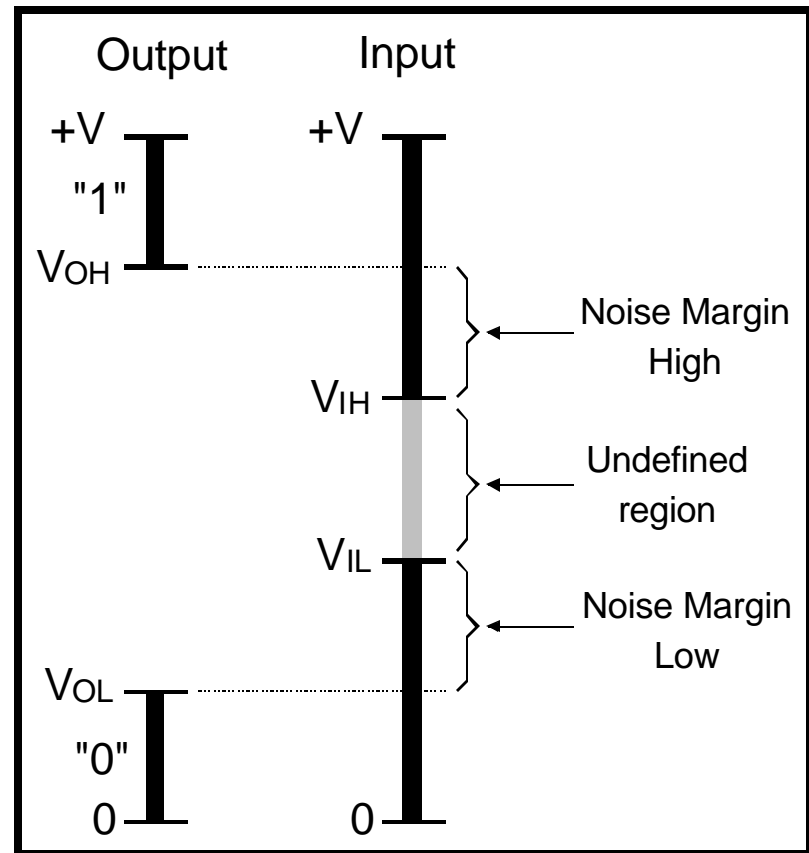 Output Input
+V +V
"1"
VOH
Noise Margin
High
VIH
Undefined
region
VIL
Noise Margin
Low
VOL
"0"
0 0